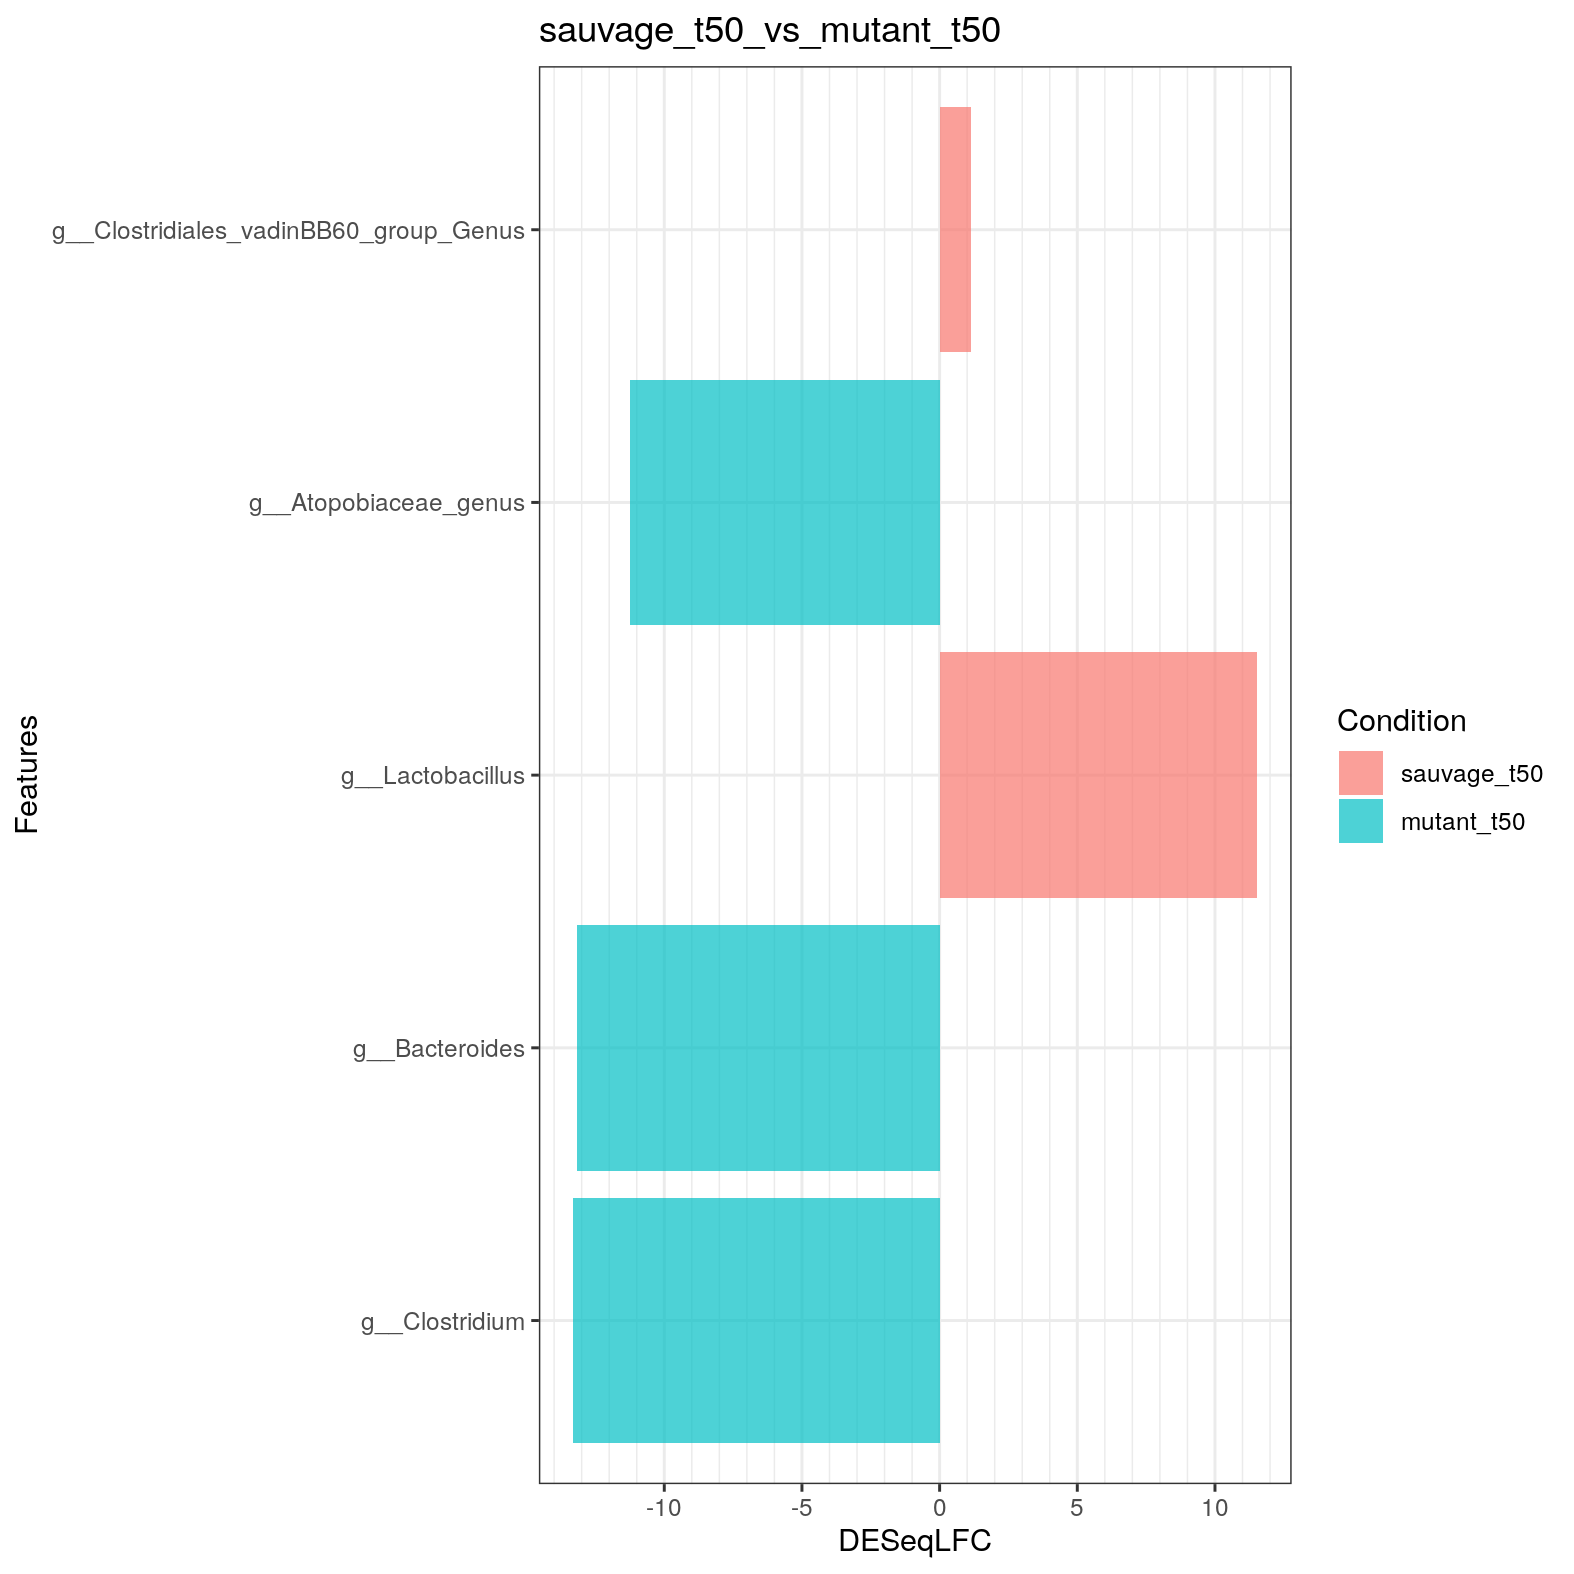 sauvage_t50_vs_mutant_t50
g__Clostridiales_vadinBB60_group_Genus
g__Atopobiaceae_genus
g__Lactobacillus
g__Bacteroides
g__Clostridium
Features
-10 -5 0 5 10
DESeqLFC
Condition
sauvage_t50
mutant_t50